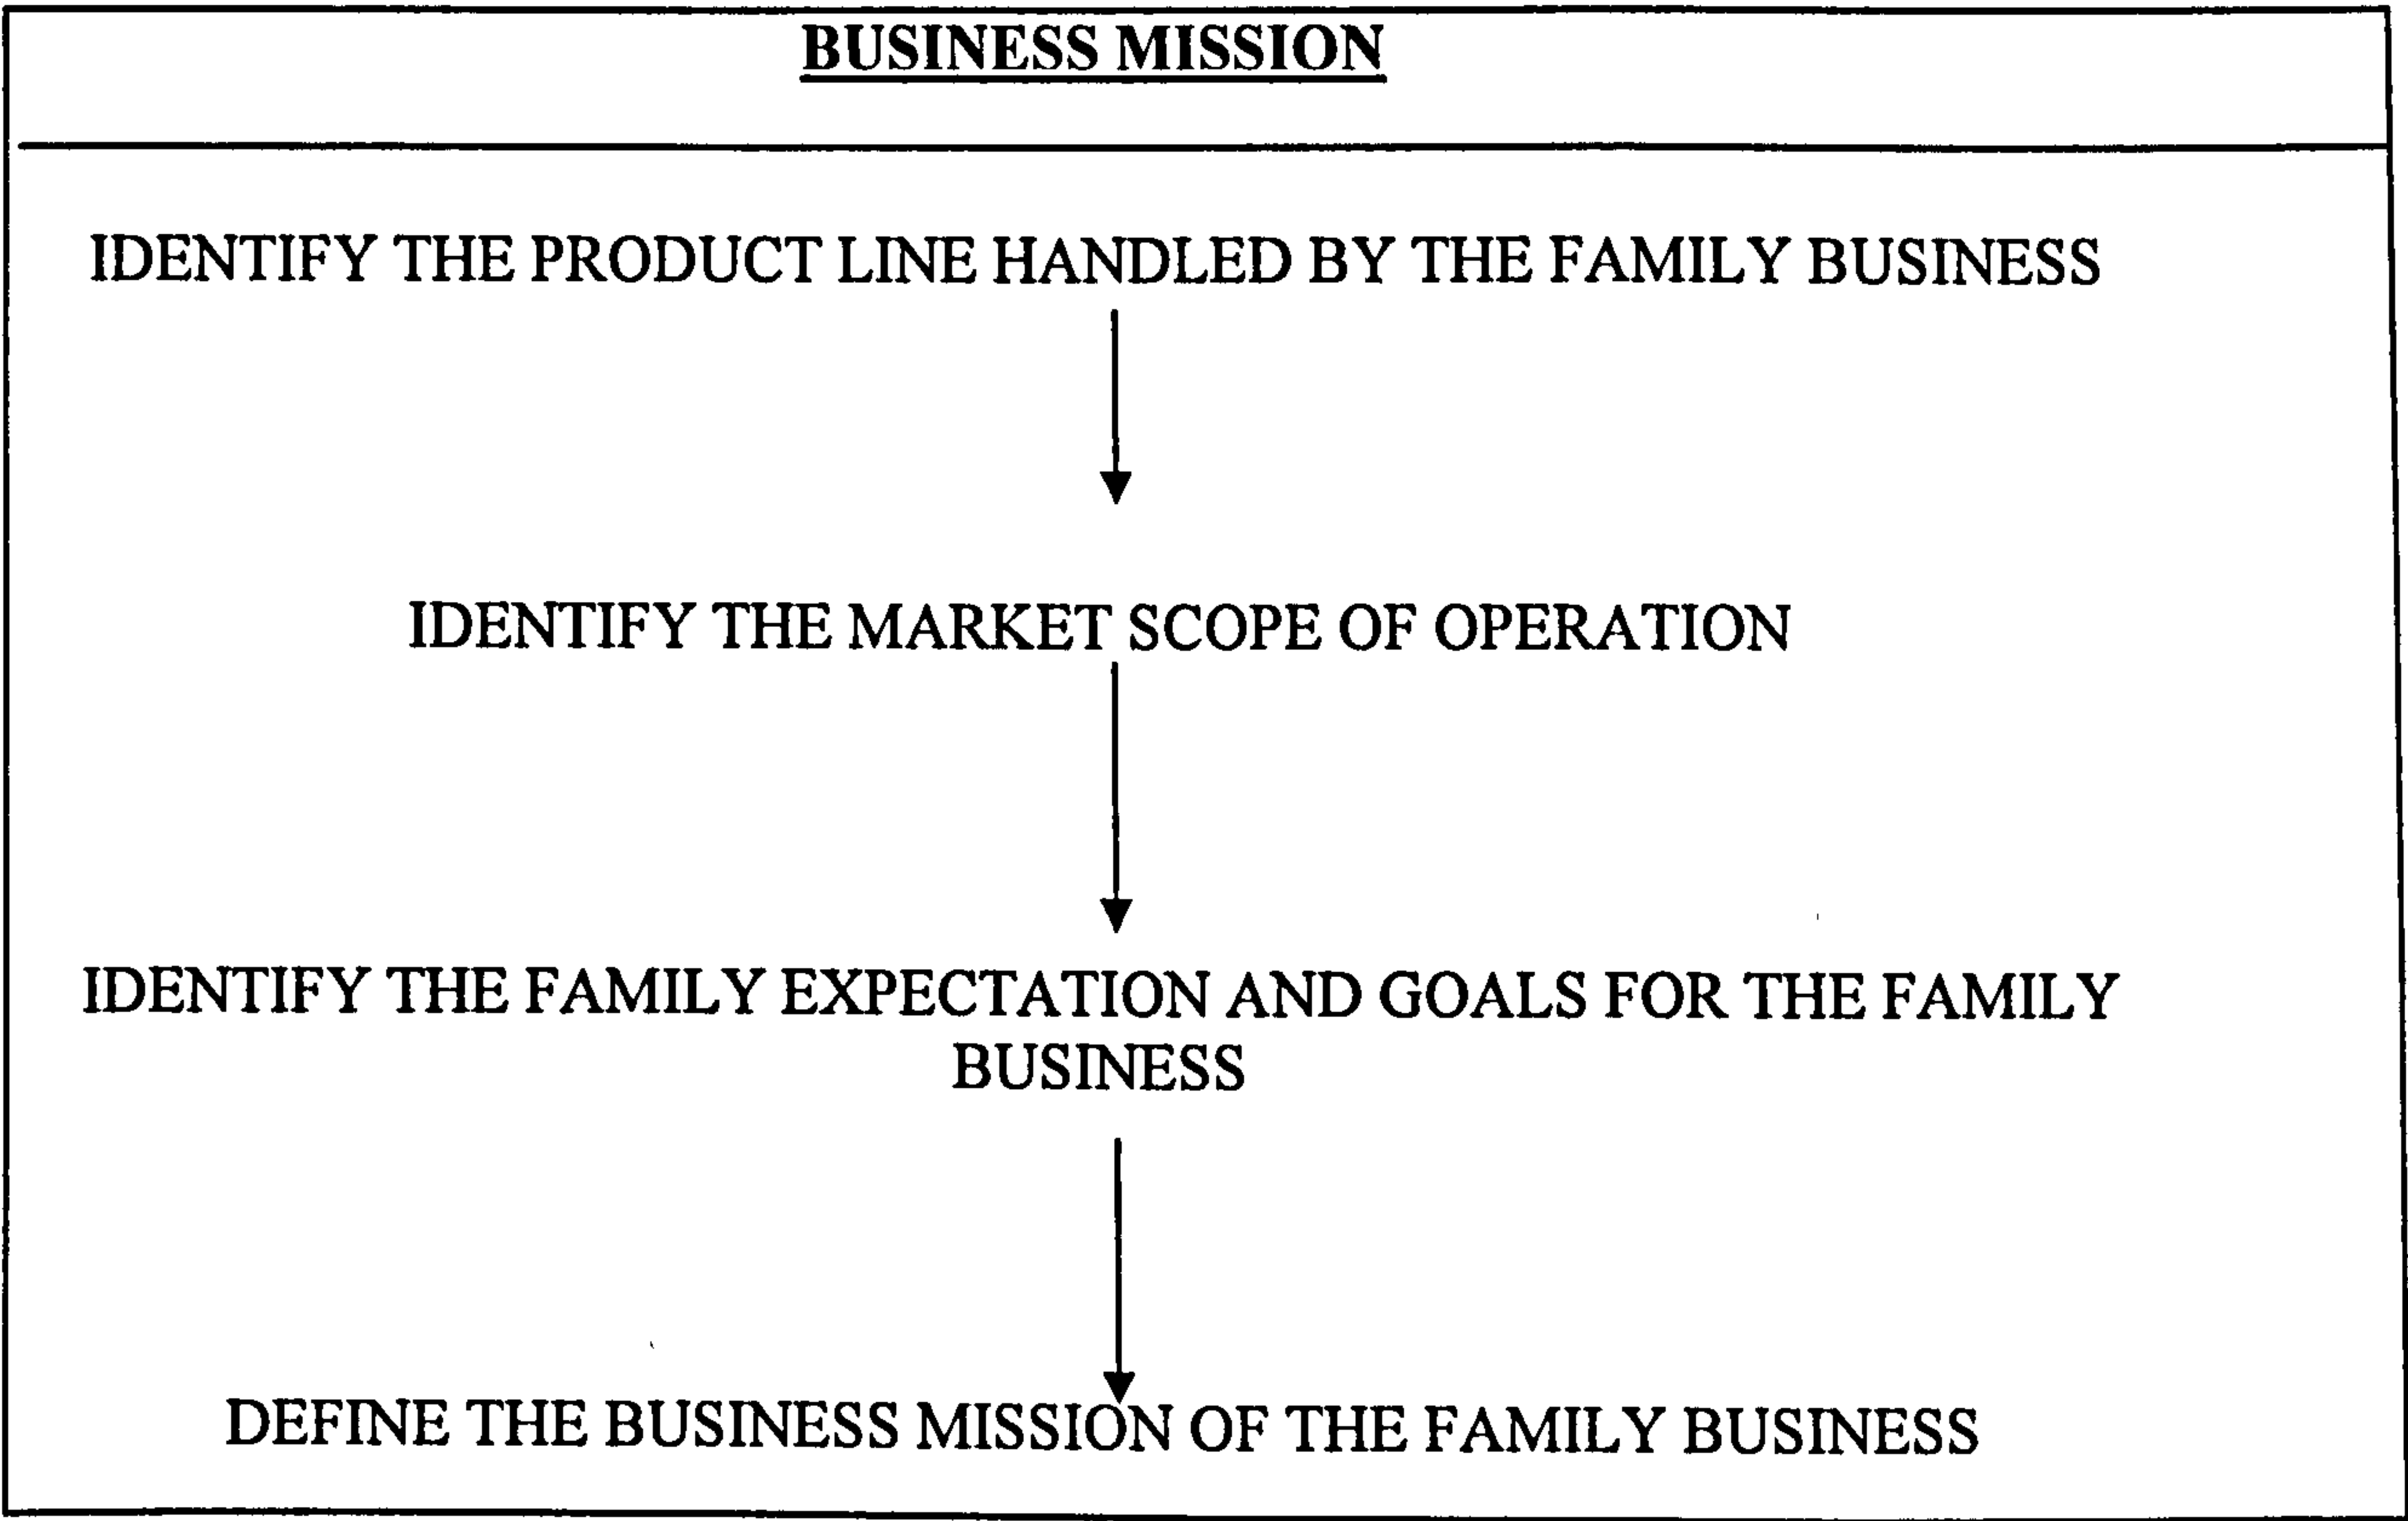 BUSINESS MISSION
IDENTIFY THE PRODUCT LINE HANDLED BY THE FAMILY BUSINESS
IDENTIFY THE MARKET SCOPE OF OPERATION
IDENTIFY THE FAMILY EXPECTATION AND GOALS FOR THE FAMILY
BUSINESS
DEFINE THE BUSINESS MISSION OF THE FAMILY BUSINESS